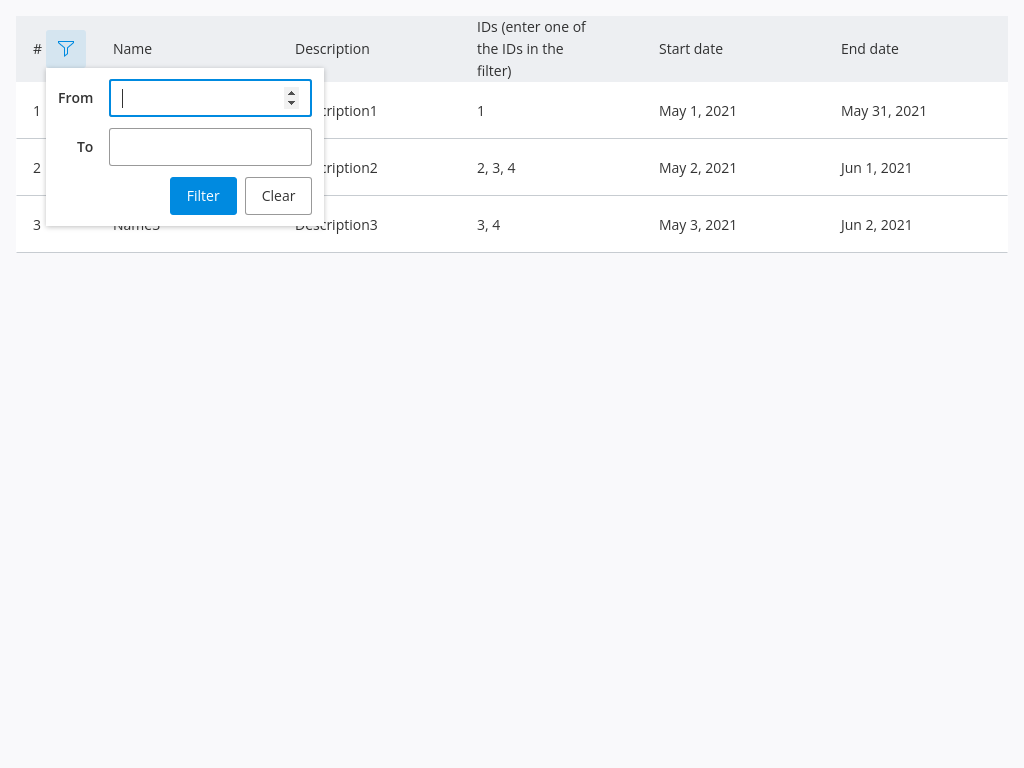 # Name Description IDs (enter one of the IDs in the filter) Start date End date
From
To
Filter Clear
1 cription1 1 May 1, 2021 May 31, 2021
2 cription2 2, 3, 4 May 2, 2021 Jun 1, 2021
3 Name3 Description3 3, 4 May 3, 2021 Jun 2, 2021